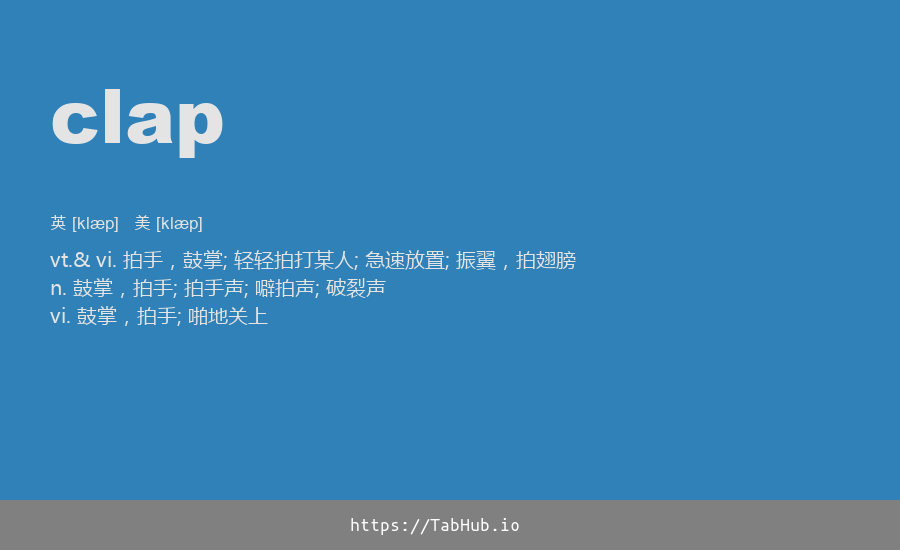 clap
英 [klæp] 美 [klæp]
vt.& vi. 拍手，鼓掌; 轻轻拍打某人; 急速放置; 振翼，拍翅膀
n. 鼓掌，拍手; 拍手声; 噼拍声; 破裂声
vi. 鼓掌，拍手; 啪地关上
https://TabHub.io